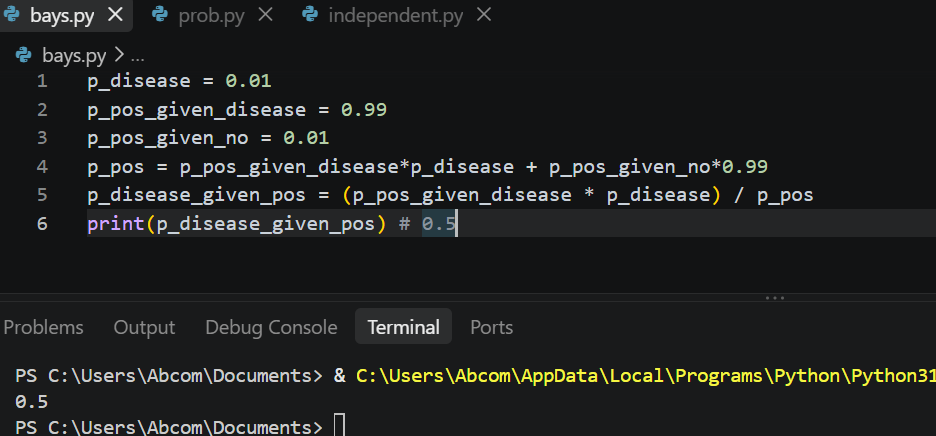 bays.py × prob.py × independent.py ×
bays.py > ...
1 p_disease = 0.01
2 p_pos_given_disease = 0.99
3 p_pos_given_no = 0.01
4 p_pos = p_pos_given_disease*p_disease + p_pos_given_no*0.99
5 p_disease_given_pos = (p_pos_given_disease * p_disease) / p_pos
6 print(p_disease_given_pos) # 0.5
Problems Output Debug Console Terminal Ports
PS C:\Users\Abcom\Documents> & C:\Users\Abcom\AppData\Local\Programs\Python\Python31
0.5
PS C:\Users\Abcom\Documents>